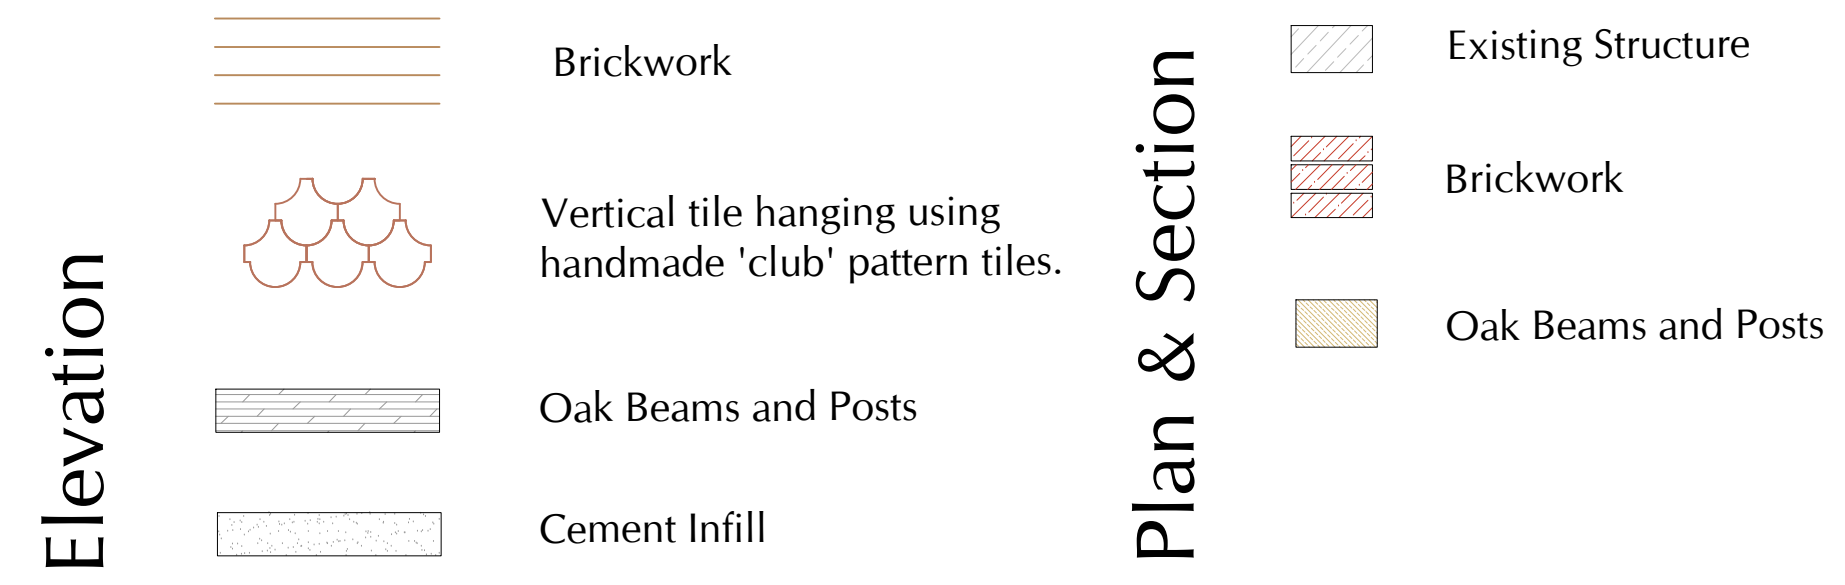 Elevation
Brickwork
Vertical tile hanging using
handmade 'club' pattern tiles.
Oak Beams and Posts
Cement Infill
Plan & Section
Existing Structure
Brickwork
Oak Beams and Posts